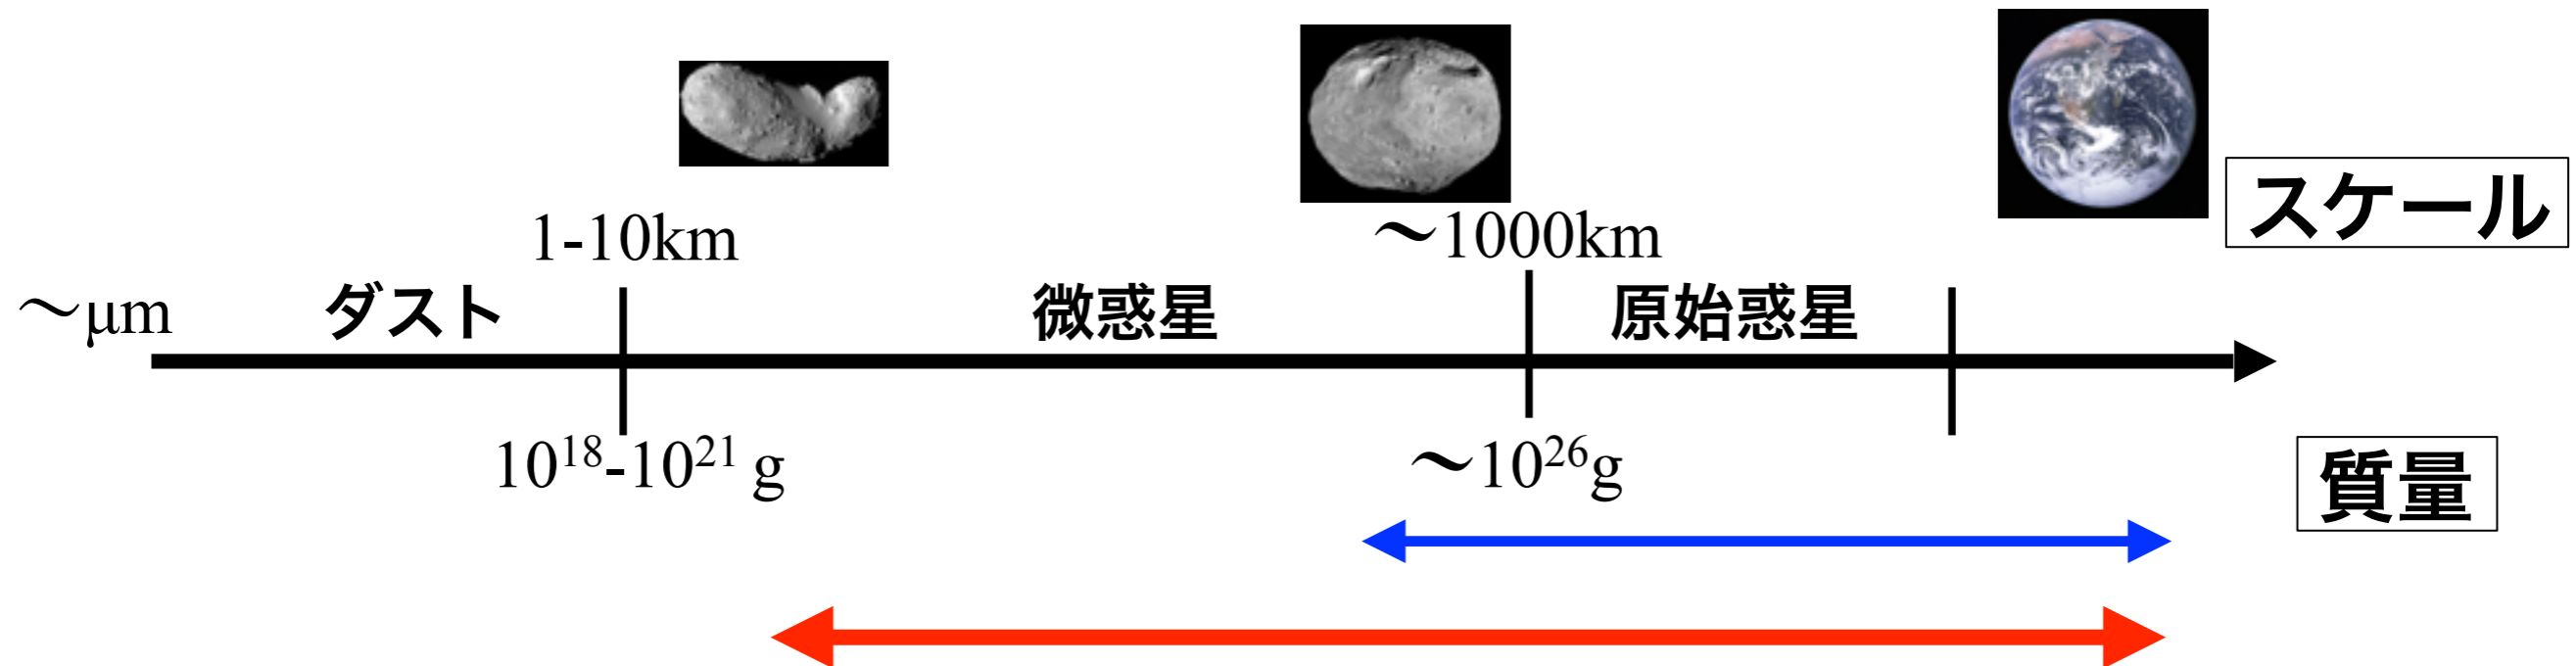 スケール
1-10km
～1000km
～μm
ダスト
微惑星
原始惑星
10¹⁸-10²¹ g
～10²⁶g
質量